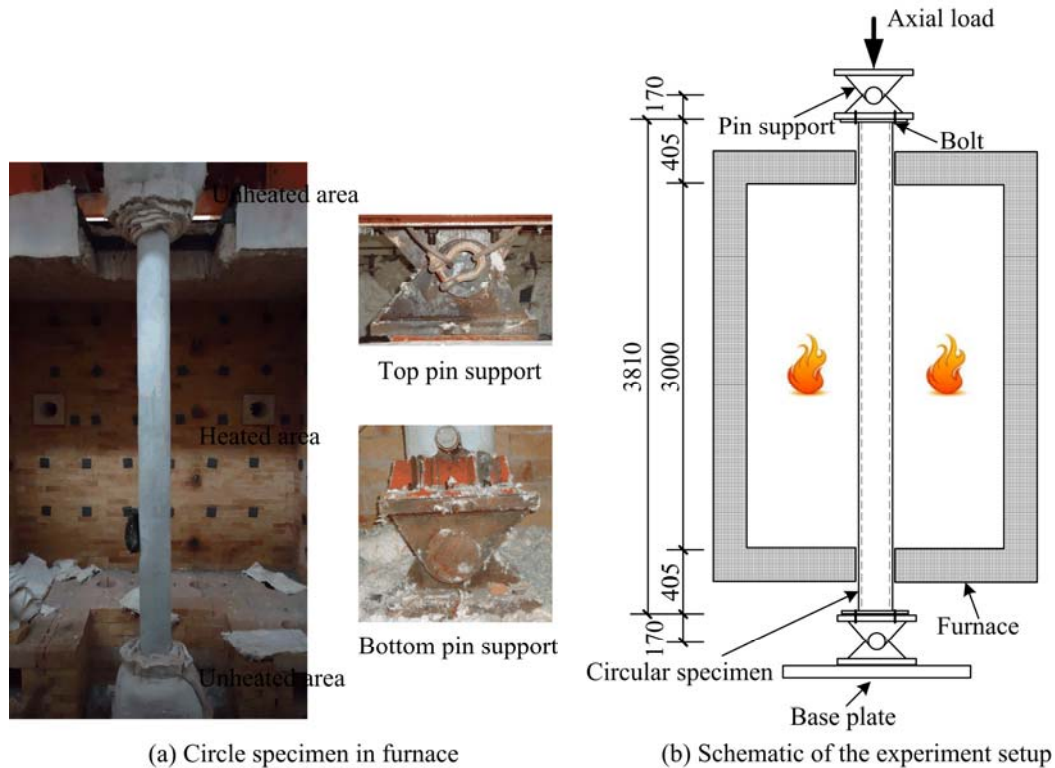 Unheated area
Heated area
Unheated area
Top pin support
Bottom pin support
(a) Circle specimen in furnace
Axial load
170
Pin support
Bolt
405
3810
3000
405
170
Furnace
Circular specimen
Base plate
(b) Schematic of the experiment setup